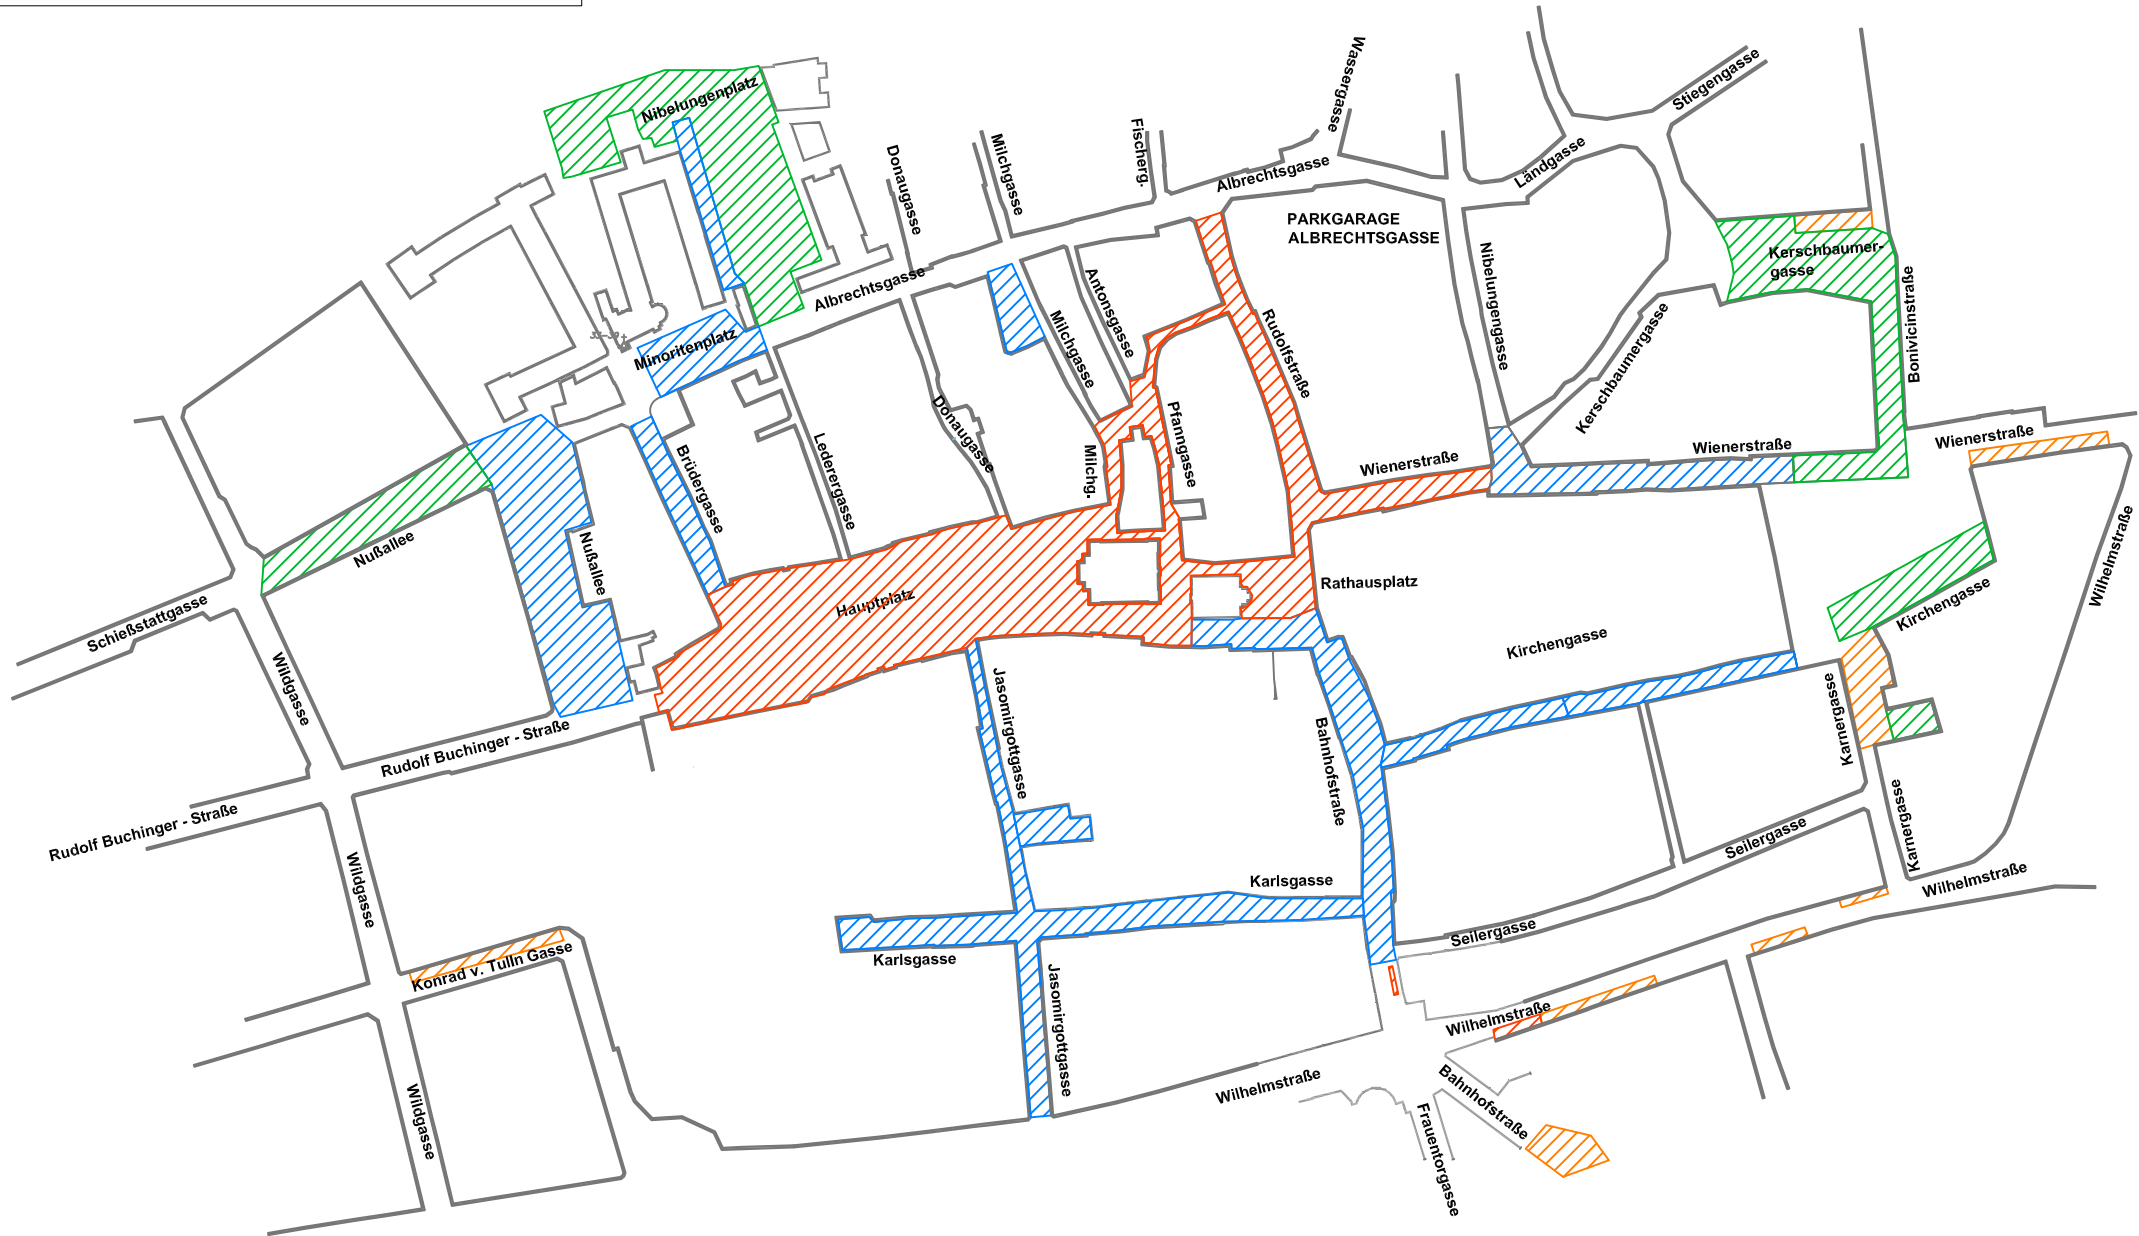 Nibelungenplatz
Wassergasse
Stiegengasse
Donaugasse
Milchgasse
Fischerg.
Albrechtsgasse
Ländgasse
PARKGARAGE
ALBRECHTSGASSE
Kerschbaumer-
gasse
Nibelungengasse
Bonivicinstraße
Albrechtsgasse
Antonsgasse
Milchgasse
Rudolfstraße
Kerschbaumergasse
Minoritenplatz
Donaugasse
Pfanngasse
Milchg.
Ledergasse
Brüdergasse
Wienerstraße
Wienerstraße
Wienerstraße
Nußallee
Nußallee
Wilhelmstraße
Hauptplatz
Rathausplatz
Schießstattgasse
Kirchengasse
Kirchengasse
Wildgasse
Jasomirgottgasse
Bahnhofstraße
Karnergasse
Rudolf Buchinger - Straße
Rudolf Buchinger - Straße
Karnergasse
Seilergasse
Wildgasse
Karlsgasse
Wilhelmstraße
Seilergasse
Karlsgasse
Konrad v. Tulln Gasse
Jasomirgottgasse
Wilhelmstraße
Wilhelmstraße
Bahnhofstraße
Wildgasse
Frauentorgasse